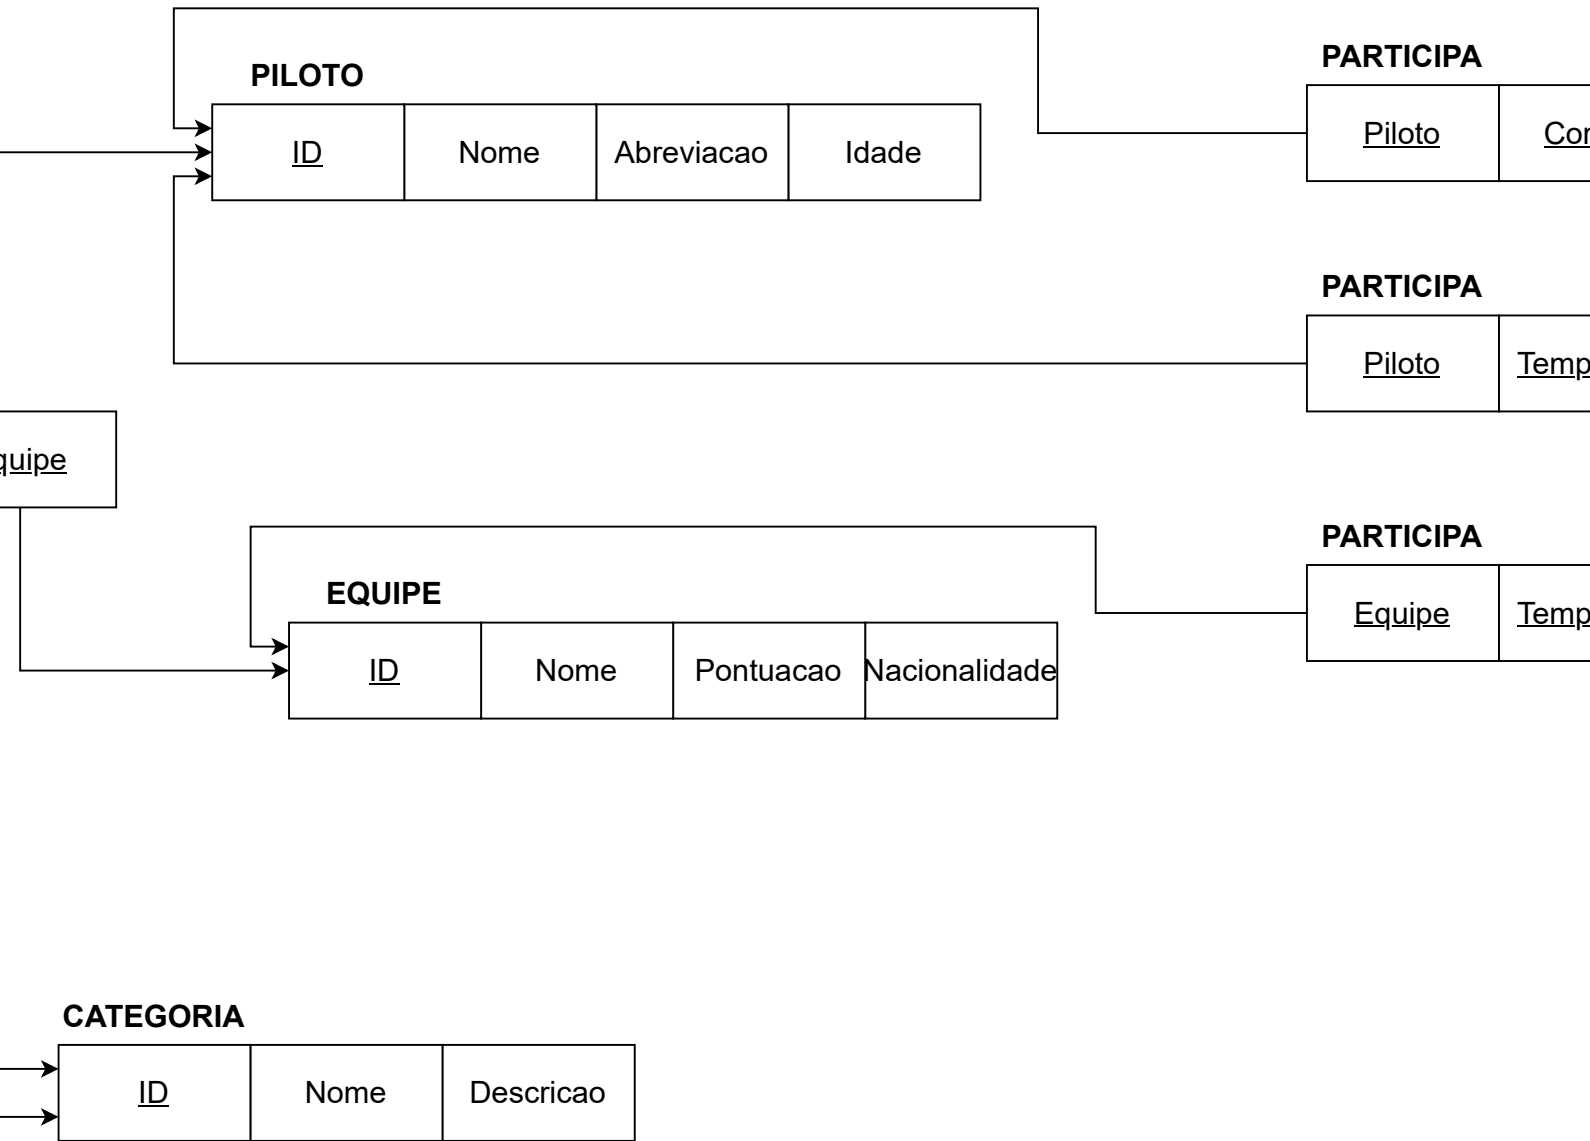 PILOTO
ID Nome Abreviacao Idade
PARTICIPA
Piloto
PARTICIPA
Piloto
EQUIPE
ID Nome Pontuacao Nacionalidade
PARTICIPA
Equipe
CATEGORIA
ID Nome Descricao